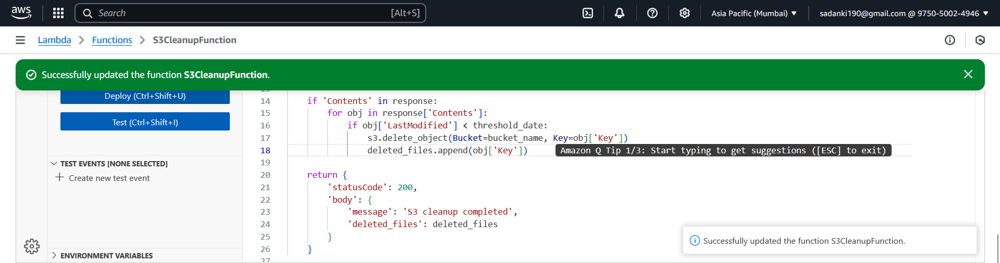 aws
Search [Alt+S]
Asia Pacific (Mumbai) ▼
sadanki190@gmail.com @ 9750-5002-4946 ▼
Lambda > Functions > S3CleanupFunction
Successfully updated the function S3CleanupFunction.
Deploy (Ctrl+Shift+U)
Test (Ctrl+Shift+I)
TEST EVENTS [NONE SELECTED]
+ Create new test event
ENVIRONMENT VARIABLES
14 if 'Contents' in response:
15 for obj in response['Contents']:
16 if obj['LastModified'] < threshold_date:
17 s3.delete_object(Bucket=bucket_name, Key=obj['Key'])
18 deleted_files.append(obj['Key']) Amazon Q Tip 1/3: Start typing to get suggestions ([ESC] to exit)
19
20 return {
21 'statusCode': 200,
22 'body': {
23 'message': 'S3 cleanup completed',
24 'deleted_files': deleted_files
25 }
26 }
27
Successfully updated the function S3CleanupFunction.